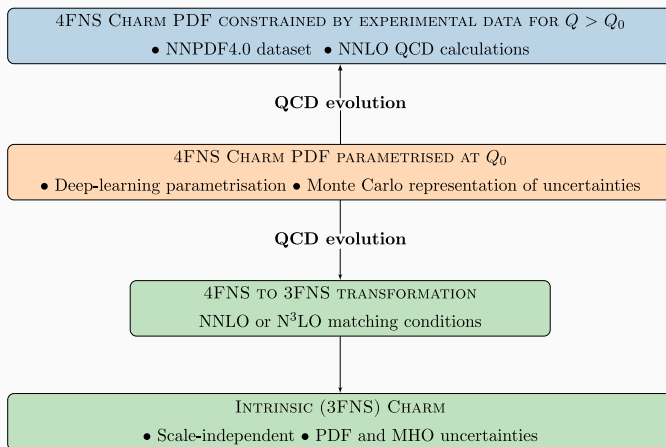 4FNS Charm PDF constrained by experimental data for Q > Q₀
• NNPDF4.0 dataset • NNLO QCD calculations
QCD evolution
4FNS Charm PDF parametrised at Q₀
• Deep-learning parametrisation • Monte Carlo representation of uncertainties
QCD evolution
4FNS to 3FNS transformation
NNLO or N³LO matching conditions
Intrinsic (3FNS) Charm
• Scale-independent • PDF and MHO uncertainties